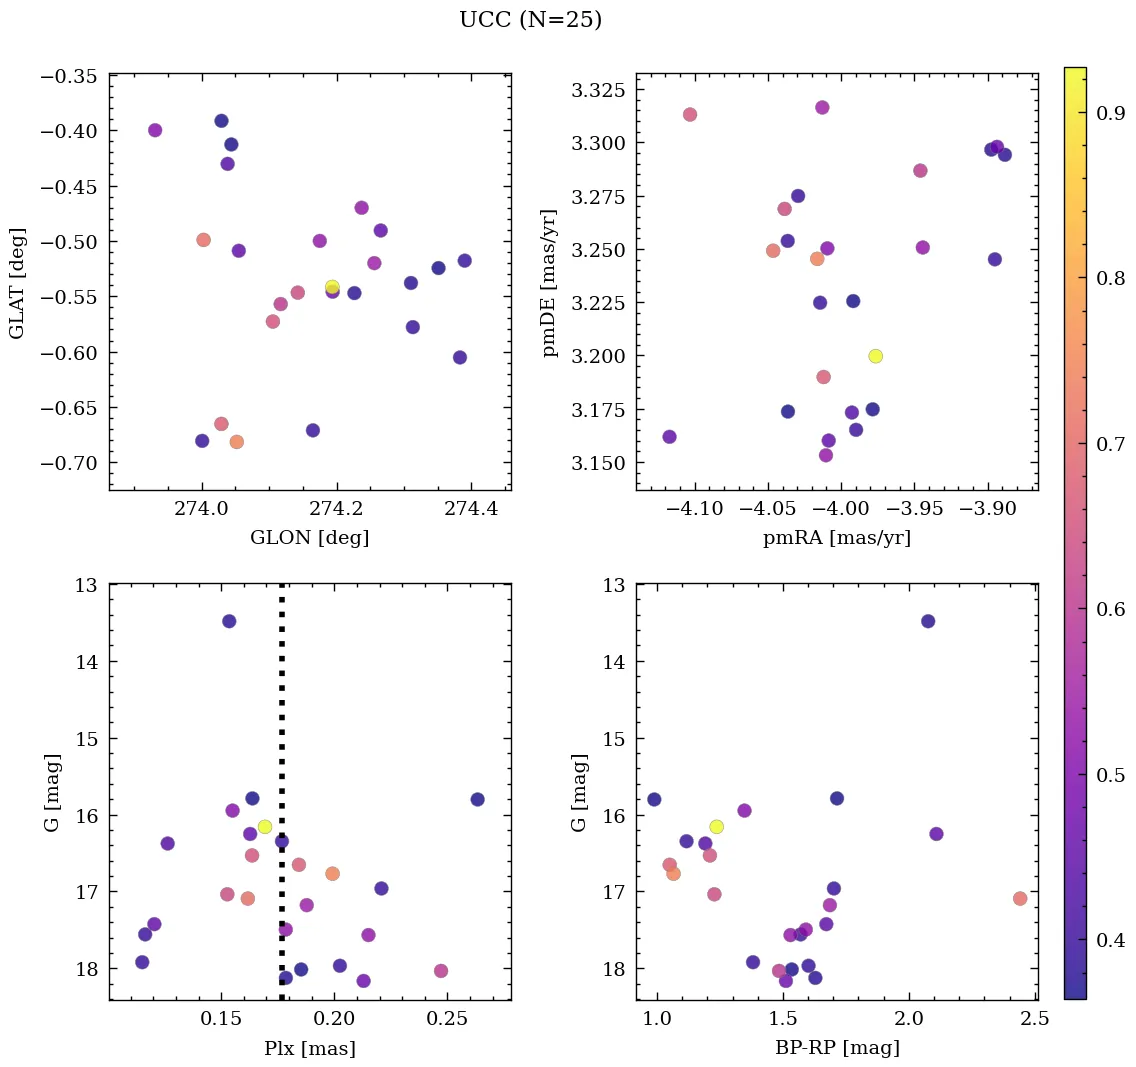 UCC (N=25)
−0.35
−0.40
−0.45
−0.50
−0.55
−0.60
−0.65
−0.70
GLAT [deg]
274.0 274.2 274.4
GLON [deg]
3.325
3.300
3.275
3.250
3.225
3.200
3.175
3.150
pmDE [mas/yr]
−4.10 −4.05 −4.00 −3.95 −3.90
pmRA [mas/yr]
13
14
15
16
17
18
G [mag]
0.15 0.20 0.25
Plx [mas]
13
14
15
16
17
18
G [mag]
1.0 1.5 2.0 2.5
BP-RP [mag]
0.9
0.8
0.7
0.6
0.5
0.4